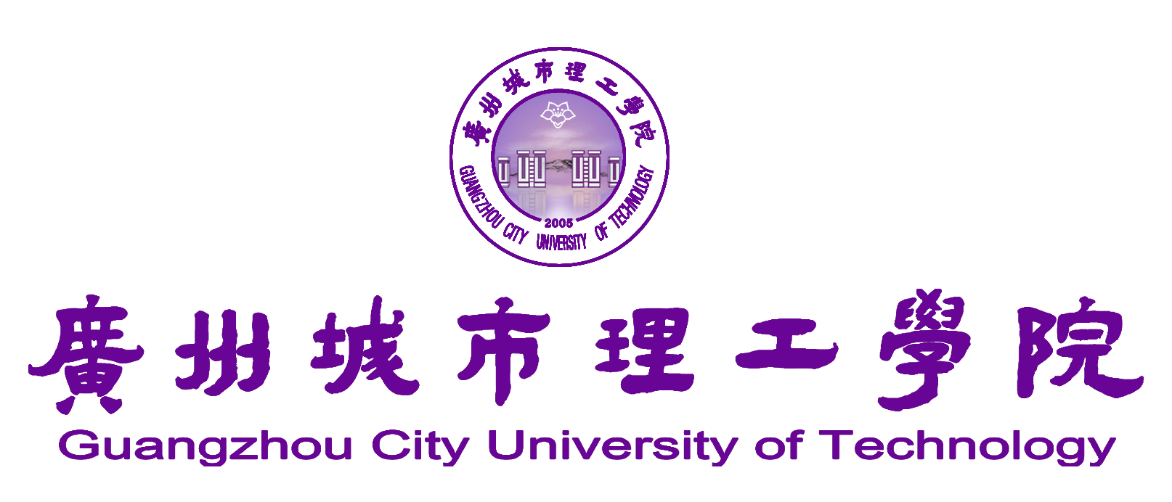 廣州城市理工學院
2005
GUANGZHOU CITY UNIVERSITY OF TECHNOLOGY
廣州城市理工學院
Guangzhou City University of Technology